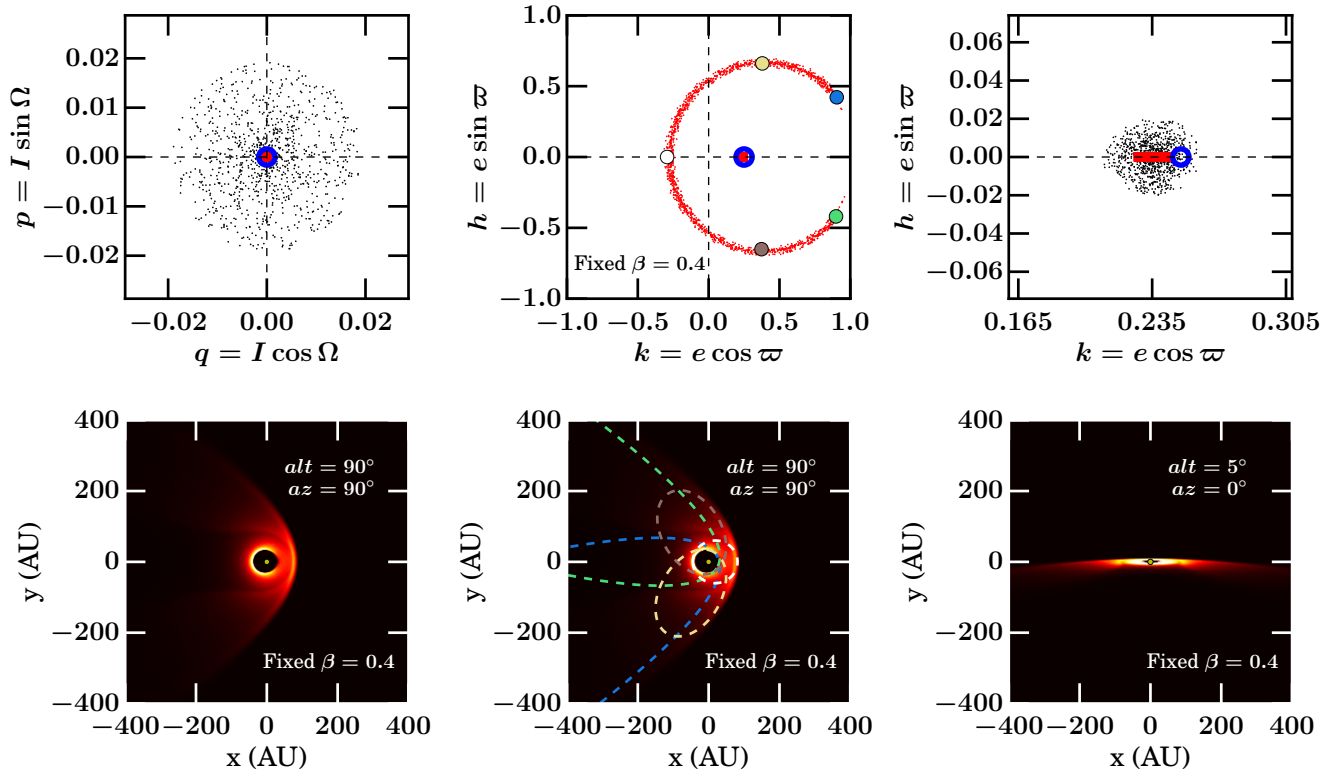 p = I sin Ω
0.02
0.01
0.00
−0.01
−0.02
−0.02
0.00
0.02
q = I cos Ω
h = e sin ϖ
1.0
0.5
0.0
−0.5
−1.0
Fixed β = 0.4
−1.0
−0.5
0.0
0.5
1.0
k = e cos ϖ
h = e sin ϖ
0.06
0.04
0.02
0.00
−0.02
−0.04
−0.06
0.165
0.235
0.305
k = e cos ϖ
y (AU)
400
200
0
−200
−400
alt = 90°
az = 90°
Fixed β = 0.4
−400
−200
0
200
400
x (AU)
y (AU)
400
200
0
−200
−400
alt = 90°
az = 90°
Fixed β = 0.4
−400
−200
0
200
400
x (AU)
y (AU)
400
200
0
−200
−400
alt = 5°
az = 0°
Fixed β = 0.4
−400
−200
0
200
400
x (AU)